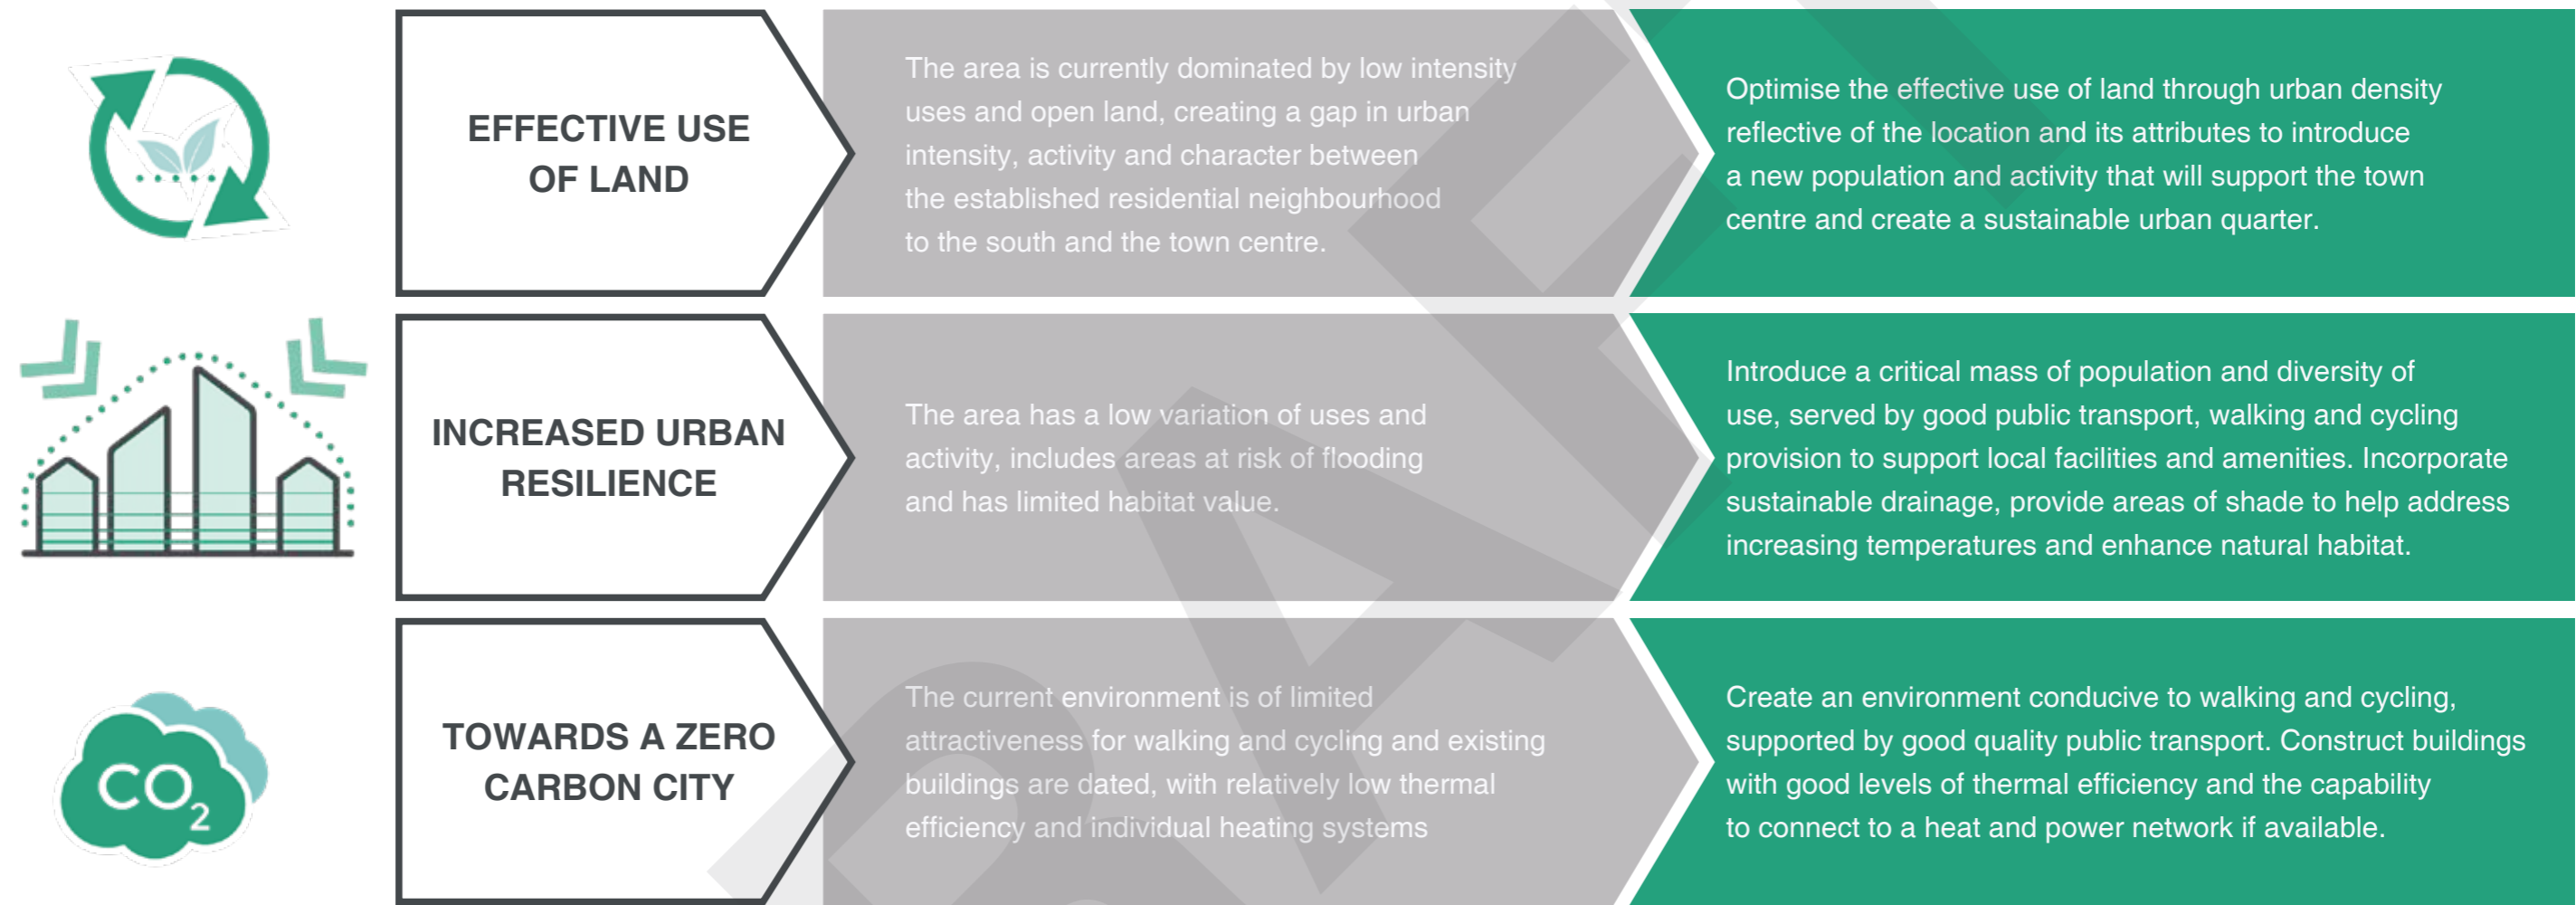 EFFECTIVE USE
OF LAND
The area is currently dominated by low intensity
uses and open land, creating a gap in urban
intensity, activity and character between
the established residential neighbourhood
to the south and the town centre.
Optimise the effective use of land through urban density
reflective of the location and its attributes to introduce
a new population and activity that will support the town
centre and create a sustainable urban quarter.
INCREASED URBAN
RESILIENCE
The area has a low variation of uses and
activity, includes areas at risk of flooding
and has limited habitat value.
Introduce a critical mass of population and diversity of
use, served by good public transport, walking and cycling
provision to support local facilities and amenities. Incorporate
sustainable drainage, provide areas of shade to help address
increasing temperatures and enhance natural habitat.
CO2
TOWARDS A ZERO
CARBON CITY
The current environment is of limited
attractiveness for walking and cycling and existing
buildings are dated, with relatively low thermal
efficiency and individual heating systems
Create an environment conducive to walking and cycling,
supported by good quality public transport. Construct buildings
with good levels of thermal efficiency and the capability
to connect to a heat and power network if available.